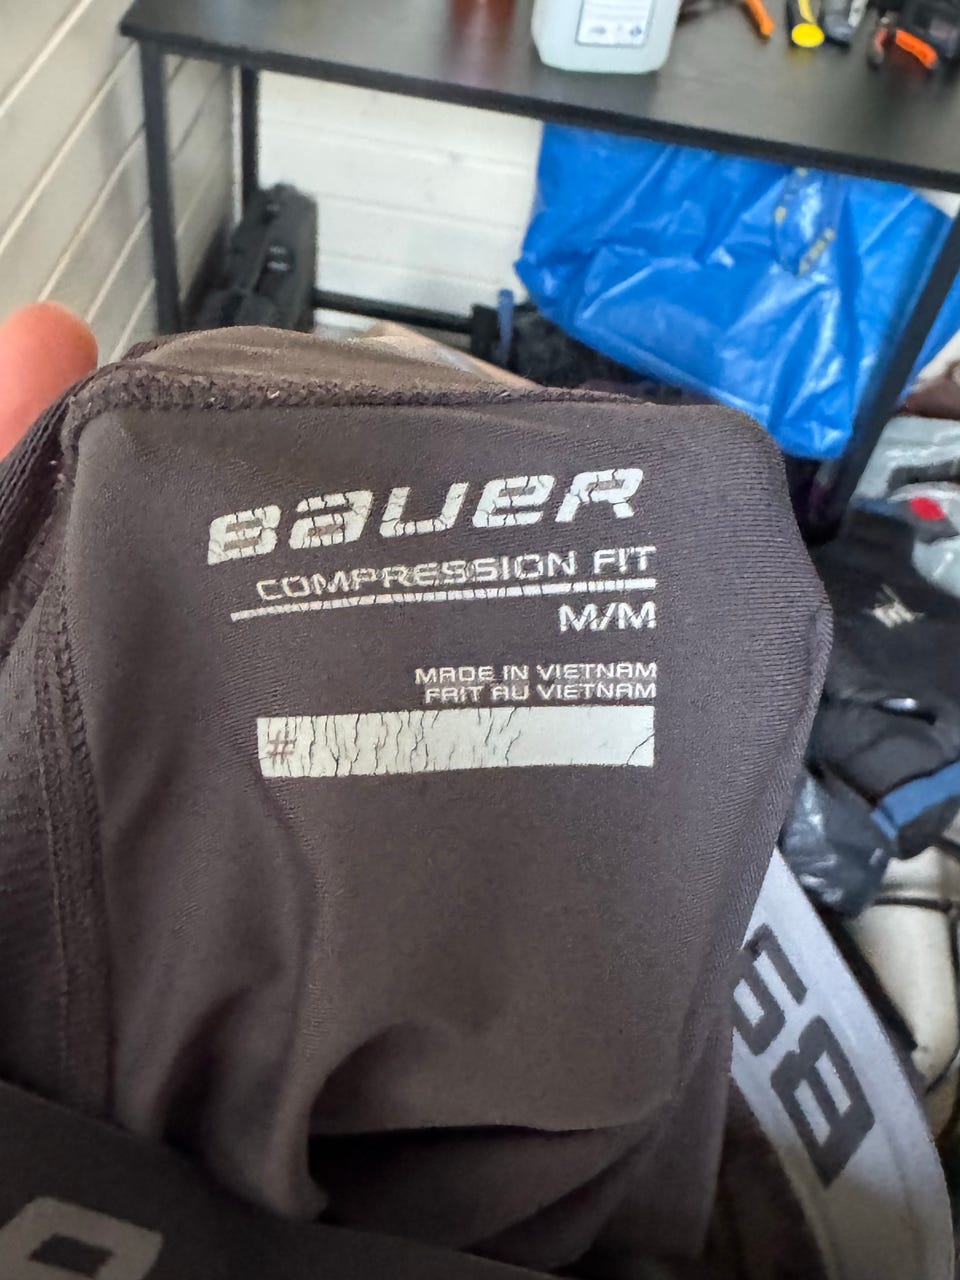 BAUER
COMPRESSION FIT
M/M
MADE IN VIETNAM
FAIT AU VIETNAM
#